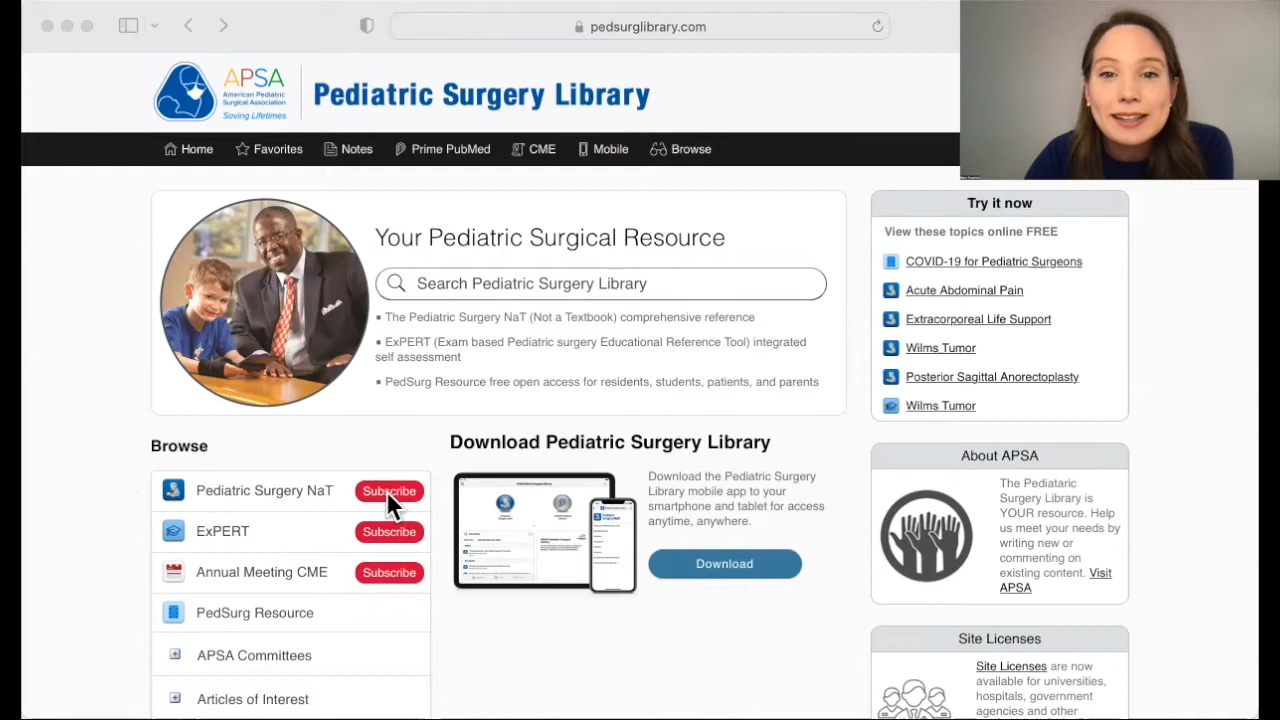 pedsurglibrary.com
APSA
American Pediatric
Surgical Association
Saving Lifetimes
Pediatric Surgery Library
Home
Favorites
Notes
Prime PubMed
CME
Mobile
Browse
Your Pediatric Surgical Resource
Search Pediatric Surgery Library
▪ The Pediatric Surgery NaT (Not a Textbook) comprehensive reference
▪ ExPERT (Exam based Pediatric surgery Educational Reference Tool) integrated
self assessment
▪ PedSurg Resource free open access for residents, students, patients, and parents
Try it now
View these topics online FREE
COVID-19 for Pediatric Surgeons
Acute Abdominal Pain
Extracorporeal Life Support
Wilms Tumor
Posterior Sagittal Anorectoplasty
Wilms Tumor
Browse
Pediatric Surgery NaT
Subscribe
ExPERT
Subscribe
Annual Meeting CME
Subscribe
PedSurg Resource
APSA Committees
Articles of Interest
Download Pediatric Surgery Library
Download the Pediatric Surgery
Library mobile app to your
smartphone and tablet for access
anytime, anywhere.
Download
About APSA
The Pediataric
Surgery Library is
YOUR resource. Help
us meet your needs by
writing new or
commenting on
existing content. Visit
APSA
Site Licenses
Site Licenses are now
available for universities,
hospitals, government
agencies and other